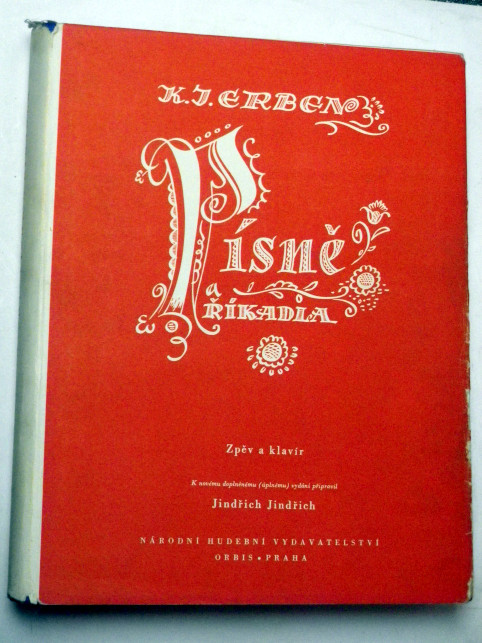 K. J. ERBEN
Písně
a
ŘÍKADLA
Zpěv a klavír
K novému doplněnému (úplnému) vydání připravil
Jindřich Jindřich
NÁRODNÍ HUDEBNÍ VYDAVATELSTVÍ
ORBIS • PRAHA